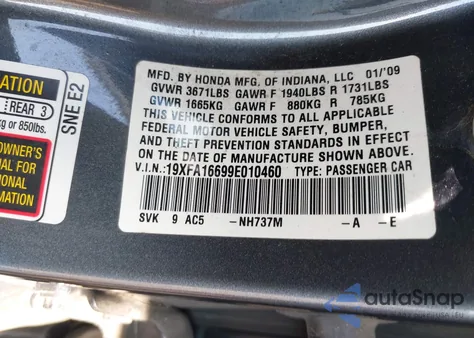 MFD. BY HONDA MFG. OF INDIANA, LLC 01/'09
GVWR 3671LBS GAWR F 1940LBS R 1731LBS
GVWR 1665KG GAWR F 880KG R 785KG
THIS VEHICLE CONFORMS TO ALL APPLICABLE
FEDERAL MOTOR VEHICLE SAFETY, BUMPER,
AND THEFT PREVENTION STANDARDS IN EFFECT
ON THE DATE OF MANUFACTURE SHOWN ABOVE.
V.I.N.: 19XFA16699E010460 TYPE: PASSENGER CAR
SVK 9 AC5 -NH737M -A -E
SNE E2
ATION
REAR 3
kg or 850lbs.
OWNER'S
AL FOR
IONAL
MATION
autoSnap